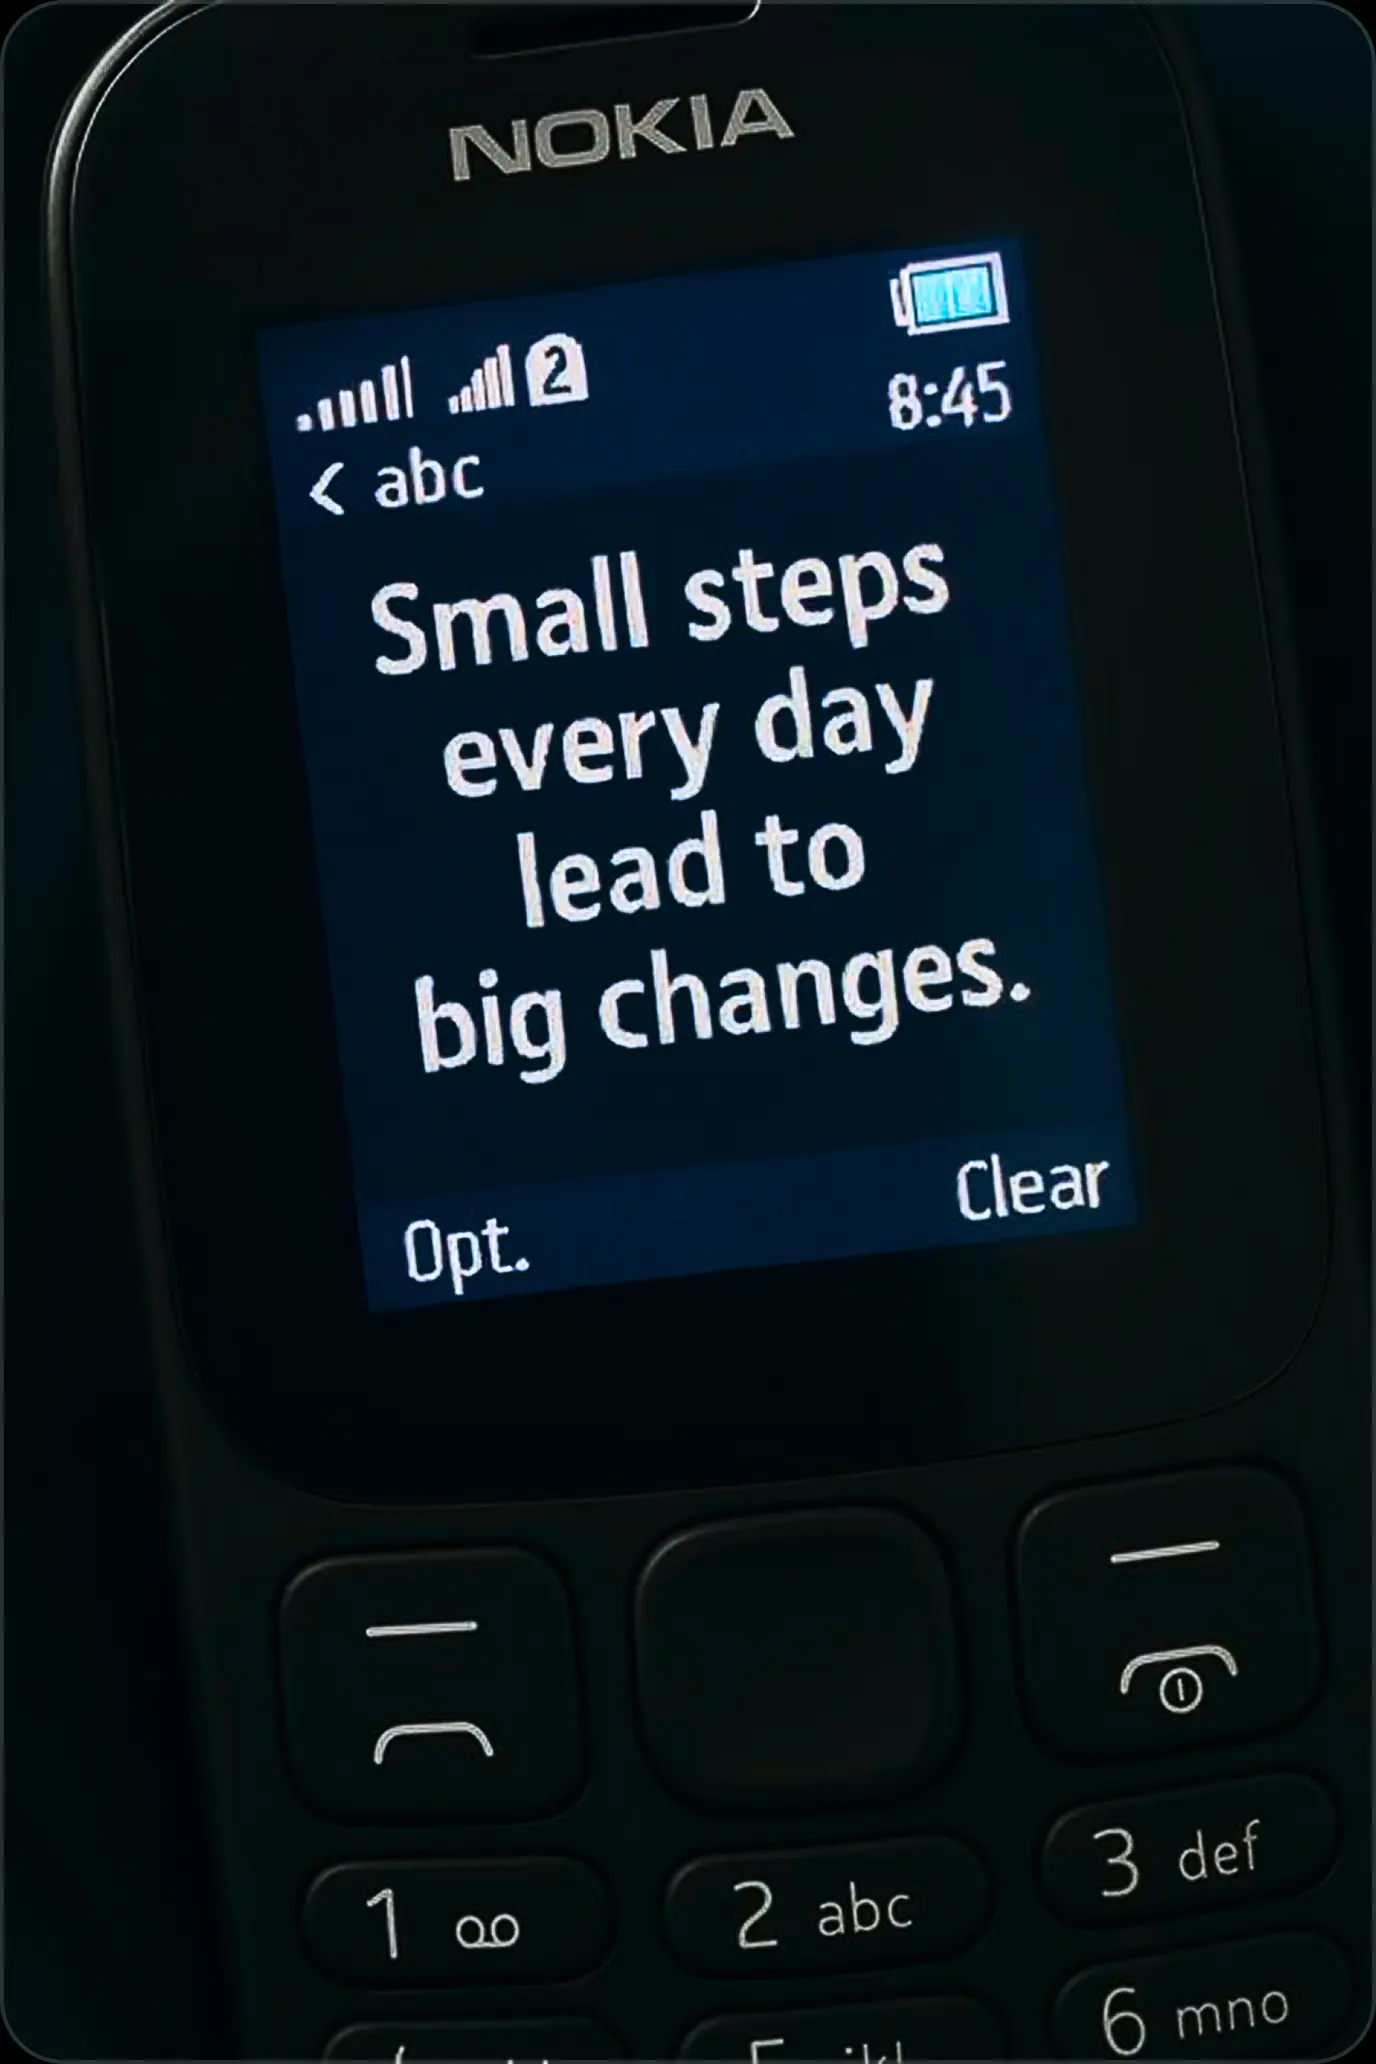 NOKIA
2
8:45
< abc
Small steps
every day
lead to
big changes.
Opt. Clear
1
2 abc
3 def
6 mno